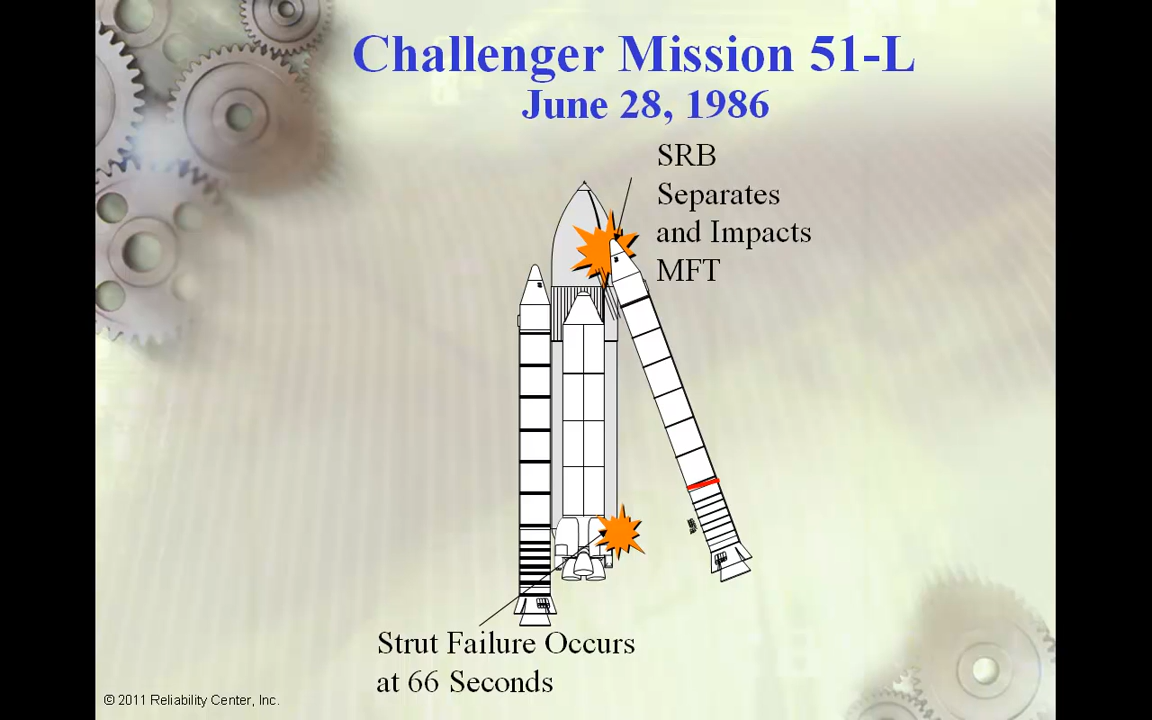 Challenger Mission 51-L
June 28, 1986
SRB
Separates
and Impacts
MFT
Strut Failure Occurs
at 66 Seconds
© 2011 Reliability Center, Inc.